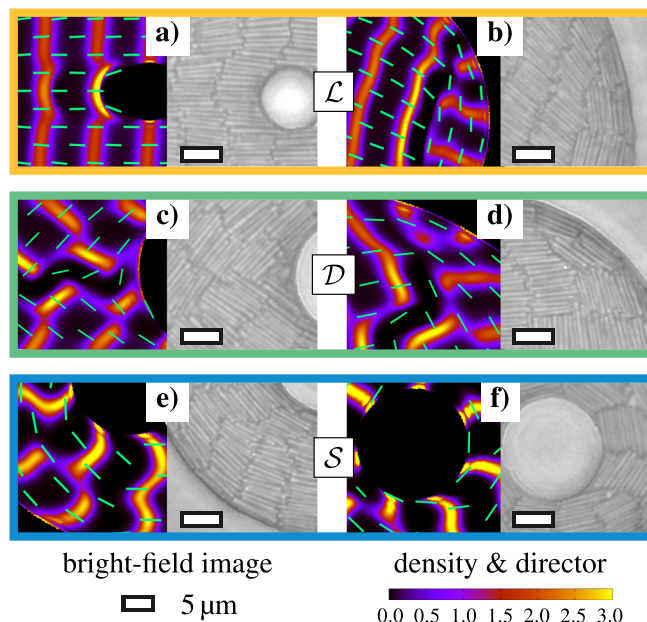 a)
b)
ℒ
c)
d)
𝒟
e)
f)
𝒮
bright-field image
density & director
5 μm
0.0 0.5 1.0 1.5 2.0 2.5 3.0